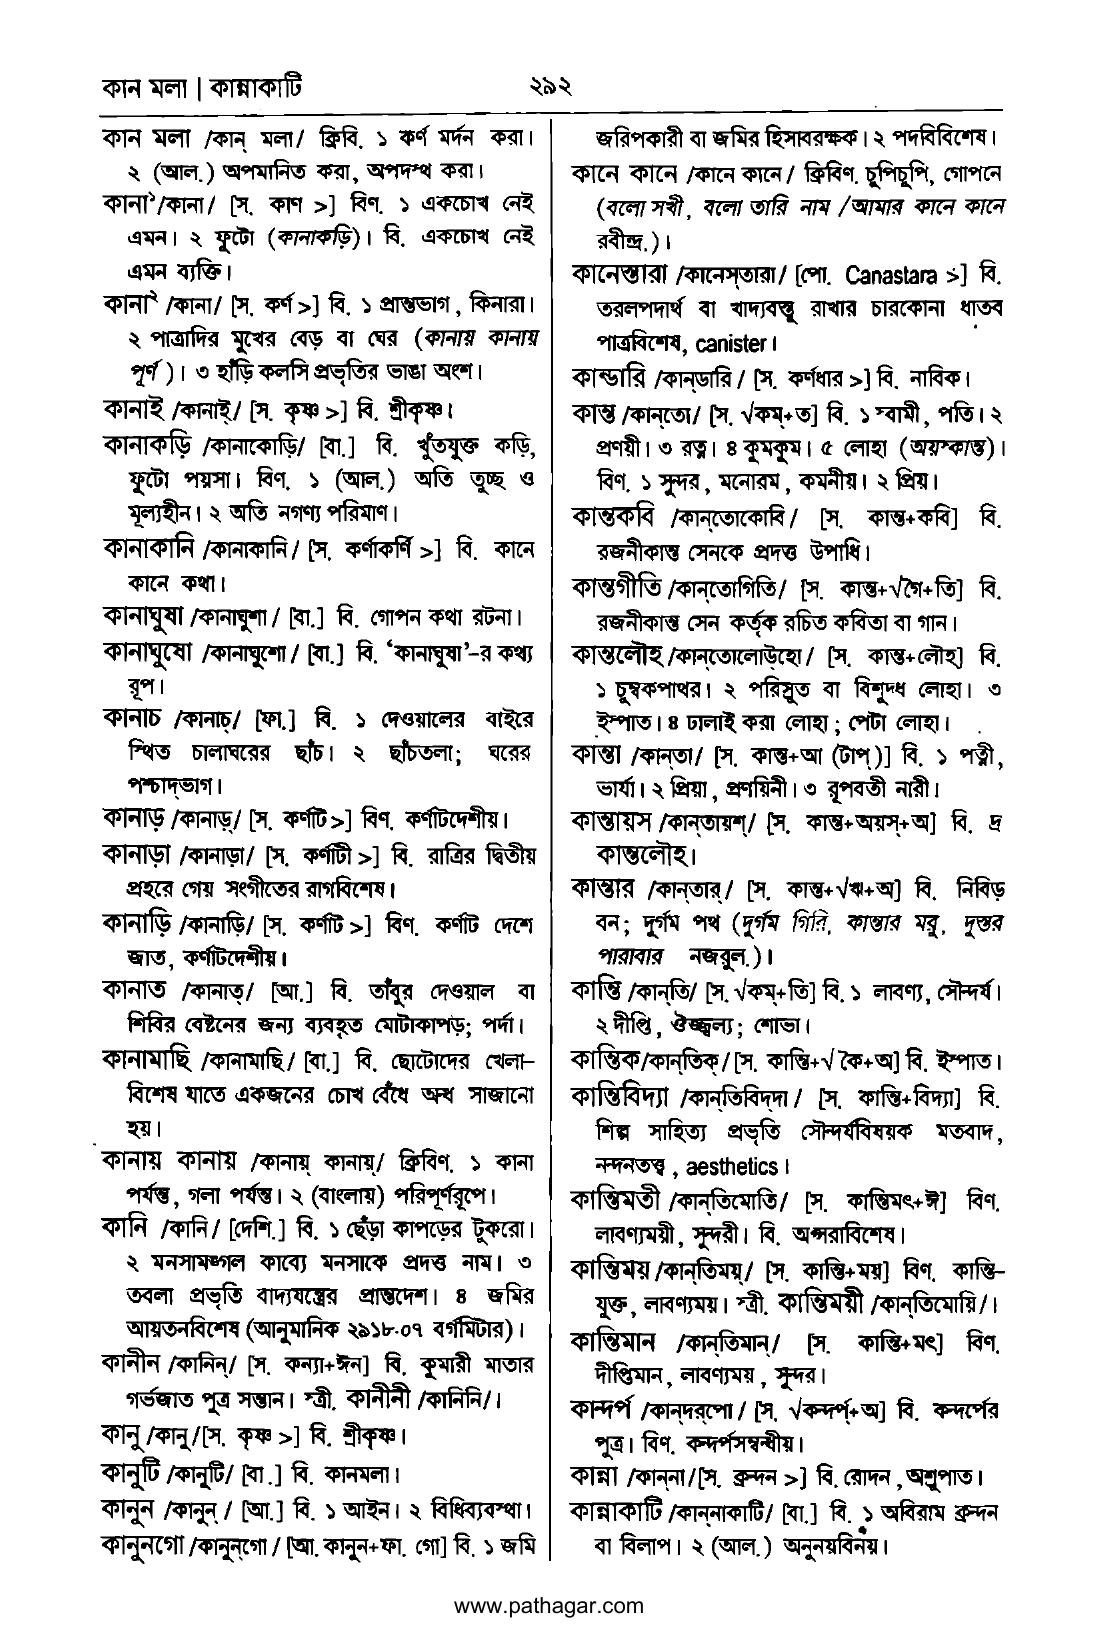 কান মলা | কান্নাকাটি
২৯২
কান মলা /কান্ মলা/ ক্রিবি. ১ কর্ণ মর্দন করা।
২ (আল.) অপমানিত করা, অপদস্থ করা।
কানা১/কানা/ [স. কাণ >] বিণ. ১ একচোখ নেই
এমন। ২ ফুটো (কানাকড়ি)। বি. একচোখ নেই
এমন ব্যক্তি।
কানা২ /কানা/ [স. কর্ণ >] বি. ১ প্রান্তভাগ, কিনারা।
২ পাত্রাদির মুখের বেড় বা ঘের (কানায় কানায়
পূর্ণ )। ৩ হাঁড়ি কলসি প্রভৃতির ভাঙা অংশ।
কানাই /কানাই্/ [স. কৃষ্ণ >] বি. শ্রীকৃষ্ণ।
কানাকড়ি /কানাকোড়ি/ [বা.] বি. খুঁতযুক্ত কড়ি,
ফুটো পয়সা। বিণ. ১ (আল.) অতি তুচ্ছ ও
মূল্যহীন। ২ অতি নগণ্য পরিমাণ।
কানাকানি /কানাকানি/ [স. কর্ণাকর্ণি >] বি. কানে
কানে কথা।
কানাঘুষা /কানাঘুশা/ [বা.] বি. গোপন কথা রটনা।
কানাঘুষো /কানাঘুশো/ [বা.] বি. ‘কানাঘুষা’-র কথ্য
রূপ।
কানাচ /কানাচ্/ [ফা.] বি. ১ দেওয়ালের বাইরে
স্থিত চালাঘরের ছাঁচ। ২ ছাঁচতলা; ঘরের
পশ্চাদ্ভাগ।
কানাড় /কানাড়্/ [স. কর্ণাট >] বিণ. কর্ণাটদেশীয়।
কানাড়া /কানাড়া/ [স. কর্ণাটী >] বি. রাত্রির দ্বিতীয়
প্রহরে গেয় সংগীতের রাগবিশেষ।
কানাড়ি /কানাড়ি/ [স. কর্ণাট >] বিণ. কর্ণাট দেশে
জাত, কর্ণাটদেশীয়।
কানাত /কানাত্/ [আ.] বি. তাঁবুর দেওয়াল বা
শিবির বেষ্টনের জন্য ব্যবহৃত মোটাকাপড়; পর্দা।
কানামাছি /কানামাছি/ [বা.] বি. ছোটোদের খেলা-
বিশেষ যাতে একজনের চোখ বেঁধে অন্ধ সাজানো
হয়।
কানায় কানায় /কানায়্ কানায়্/ ক্রিবিণ. ১ কানা
পর্যন্ত, গলা পর্যন্ত। ২ (বাংলায়) পরিপূর্ণরূপে।
কানি /কানি/ [দেশি.] বি. ১ ছেঁড়া কাপড়ের টুকরো।
২ মনসামঙ্গল কাব্যে মনসাকে প্রদত্ত নাম। ৩
তবলা প্রভৃতি বাদ্যযন্ত্রের প্রান্তদেশ। ৪ জমির
আয়তনবিশেষ (আনুমানিক ২৯১৮·০৭ বর্গমিটার)।
কানীন /কানিন্/ [স. কন্যা+ঈন] বি. কুমারী মাতার
গর্ভজাত পুত্র সন্তান। স্ত্রী. কানীনী /কানিনি/।
কানু /কানু/[স. কৃষ্ণ >] বি. শ্রীকৃষ্ণ।
কানুটি /কানুটি/ [বা.] বি. কানমলা।
কানুন /কানুন্ / [আ.] বি. ১ আইন। ২ বিধিব্যবস্থা।
কানুনগো /কানুন্‌গো/ [আ. কানুন+ফা. গো] বি. ১ জমি
জরিপকারী বা জমির হিসাবরক্ষক। ২ পদবিবিশেষ।
কানে কানে /কানে কানে/ ক্রিবিণ. চুপিচুপি, গোপনে
(বলো সখী, বলো তারি নাম /আমার কানে কানে
রবীন্দ্র.)।
কানেস্তারা /কানেস্‌তারা/ [পো. Canastara >] বি.
তরলপদার্থ বা খাদ্যবস্তু রাখার চারকোনা ধাতব
পাত্রবিশেষ, canister।
কান্ডারি /কান্‌ডারি/ [স. কর্ণধার >] বি. নাবিক।
কান্ত /কান্‌তো/ [স. √কম্+ত] বি. ১ স্বামী, পতি। ২
প্রণয়ী। ৩ রত্ন। ৪ কুমকুম। ৫ লোহা (অয়স্কান্ত)।
বিণ. ১ সুন্দর, মনোরম, কমনীয়। ২ প্রিয়।
কান্তকবি /কান্‌তোকোবি/ [স. কান্ত+কবি] বি.
রজনীকান্ত সেনকে প্রদত্ত উপাধি।
কান্তগীতি /কান্‌তোগিতি/ [স. কান্ত+√গৈ+তি] বি.
রজনীকান্ত সেন কর্তৃক রচিত কবিতা বা গান।
কান্তলৌহ /কান্‌তোলোউহো/ [স. কান্ত+লৌহ] বি.
১ চুম্বকপাথর। ২ পরিস্রুত বা বিশুদ্ধ লোহা। ৩
ইস্পাত। ৪ ঢালাই করা লোহা; পেটা লোহা।
কান্তা /কান্‌তা/ [স. কান্ত+আ (টাপ্)] বি. ১ পত্নী,
ভার্যা। ২ প্রিয়া, প্রণয়িনী। ৩ রূপবতী নারী।
কান্তায়স /কান্‌তায়শ্/ [স. কান্ত+অয়স্+অ] বি. দ্র
কান্তলৌহ।
কান্তার /কান্‌তার্/ [স. কান্ত+√ঋ+অ] বি. নিবিড়
বন; দুর্গম পথ (দুর্গম গিরি, কান্তার মরু, দুস্তর
পারাবার নজরুল.)।
কান্তি /কান্‌তি/ [স. √কম্+তি] বি. ১ লাবণ্য, সৌন্দর্য।
২ দীপ্তি, ঔজ্জ্বল্য; শোভা।
কান্তিক/কান্‌তিক্/ [স. কান্তি+√কৈ+অ] বি. ইস্পাত।
কান্তিবিদ্যা /কান্‌তিবিদ্‌দা/ [স. কান্তি+বিদ্যা] বি.
শিল্প সাহিত্য প্রভৃতি সৌন্দর্যবিষয়ক মতবাদ,
নন্দনতত্ত্ব, aesthetics।
কান্তিমতী /কান্‌তিমোতি/ [স. কান্তিমৎ+ঈ] বিণ.
লাবণ্যময়ী, সুন্দরী। বি. অপ্সরাবিশেষ।
কান্তিময় /কান্‌তিময়্/ [স. কান্তি+ময়] বিণ. কান্তি-
যুক্ত, লাবণ্যময়। স্ত্রী. কান্তিময়ী /কান্‌তিমোয়ি/।
কান্তিমান /কান্‌তিমান্/ [স. কান্তি+মৎ] বিণ.
দীপ্তিমান, লাবণ্যময়, সুন্দর।
কান্দর্প /কান্‌দর্‌পো/ [স. √কন্দর্প্+অ] বি. কন্দর্পের
পুত্র। বিণ. কন্দর্পসম্বন্ধীয়।
কান্না /কান্‌না/[স. ক্রন্দন >] বি. রোদন, অশ্রুপাত।
কান্নাকাটি /কান্‌নাকাটি/ [বা.] বি. ১ অবিরাম ক্রন্দন
বা বিলাপ। ২ (আল.) অনুনয়বিনয়।
www.pathagar.com